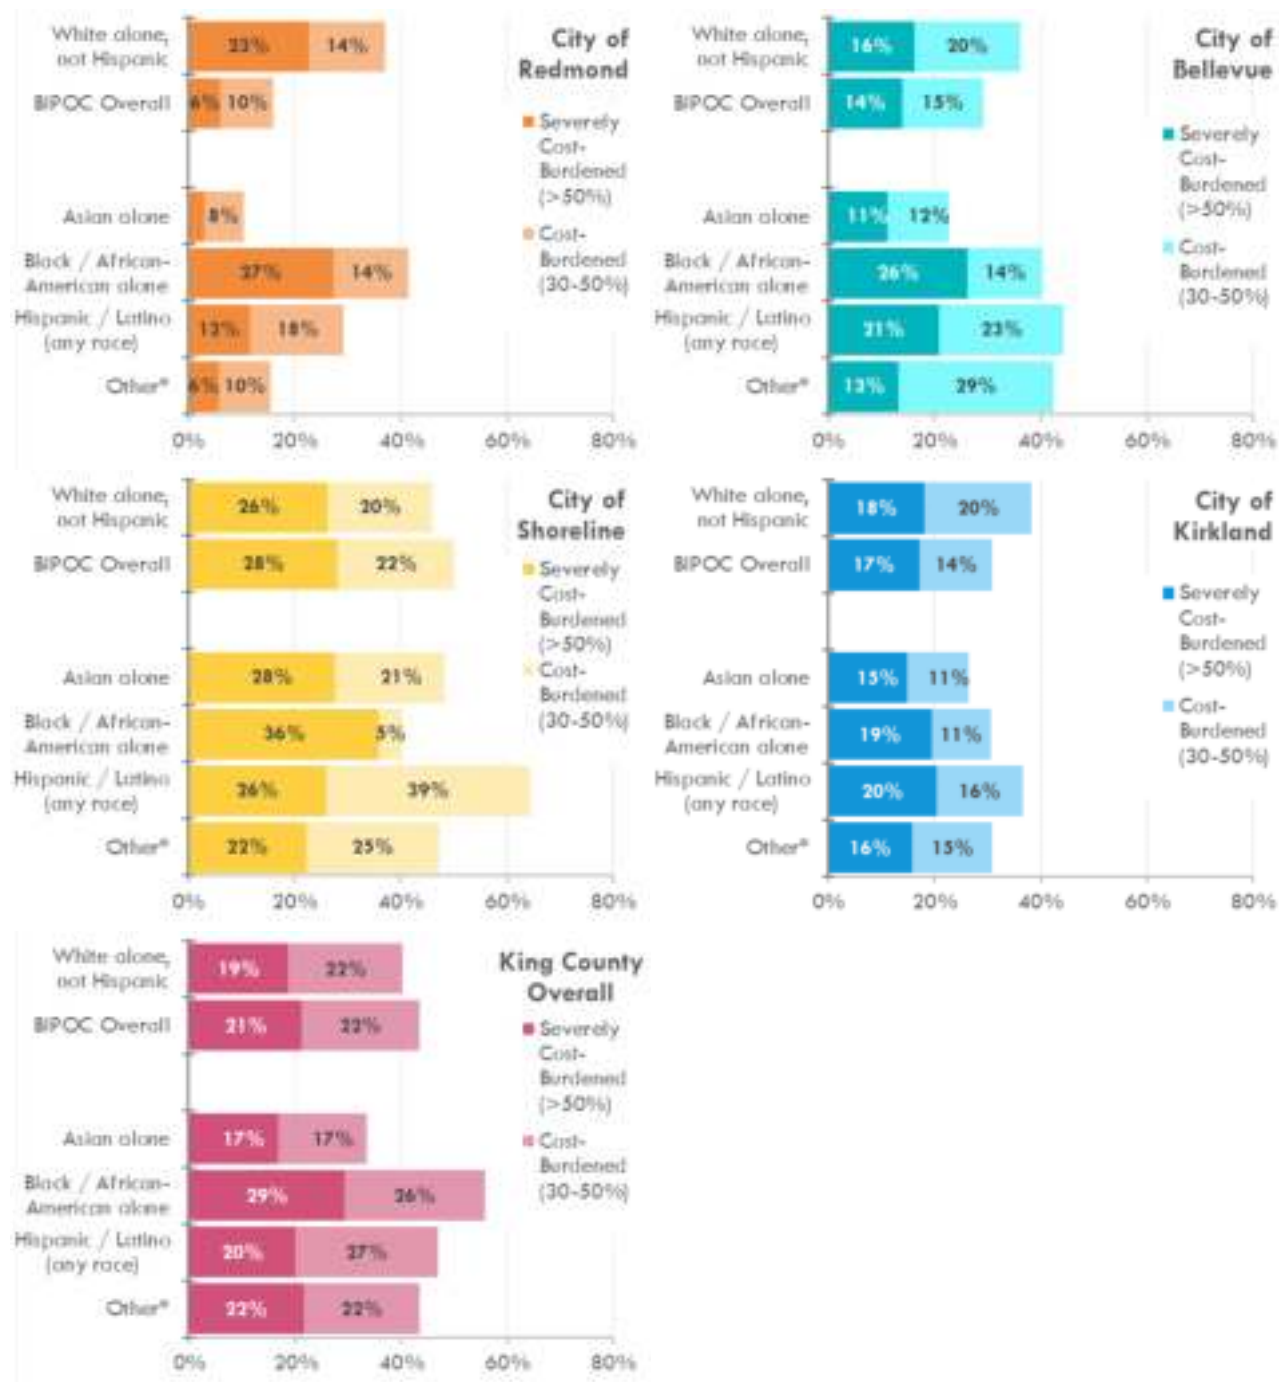 City of
Redmond
White alone,
not Hispanic
23% 14%
BIPOC Overall
6% 10%
Asian alone
8%
Black / African-
American alone
27% 14%
Hispanic / Latino
(any race)
12% 18%
Other*
6% 10%
Severely
Cost-
Burdened
(>50%)
Cost-
Burdened
(30-50%)
0% 20% 40% 60% 80%
City of
Bellevue
White alone,
not Hispanic
16% 20%
BIPOC Overall
14% 15%
Asian alone
11% 12%
Black / African-
American alone
26% 14%
Hispanic / Latino
(any race)
21% 23%
Other*
13% 29%
Severely
Cost-
Burdened
(>50%)
Cost-
Burdened
(30-50%)
0% 20% 40% 60% 80%
City of
Shoreline
White alone,
not Hispanic
26% 20%
BIPOC Overall
28% 22%
Asian alone
28% 21%
Black / African-
American alone
36% 5%
Hispanic / Latino
(any race)
26% 39%
Other*
22% 25%
Severely
Cost-
Burdened
(>50%)
Cost-
Burdened
(30-50%)
0% 20% 40% 60% 80%
City of
Kirkland
White alone,
not Hispanic
18% 20%
BIPOC Overall
17% 14%
Asian alone
15% 11%
Black / African-
American alone
19% 11%
Hispanic / Latino
(any race)
20% 16%
Other*
16% 15%
Severely
Cost-
Burdened
(>50%)
Cost-
Burdened
(30-50%)
0% 20% 40% 60% 80%
King County
Overall
White alone,
not Hispanic
19% 22%
BIPOC Overall
21% 22%
Asian alone
17% 17%
Black / African-
American alone
29% 26%
Hispanic / Latino
(any race)
20% 27%
Other*
22% 22%
Severely
Cost-
Burdened
(>50%)
Cost-
Burdened
(30-50%)
0% 20% 40% 60% 80%